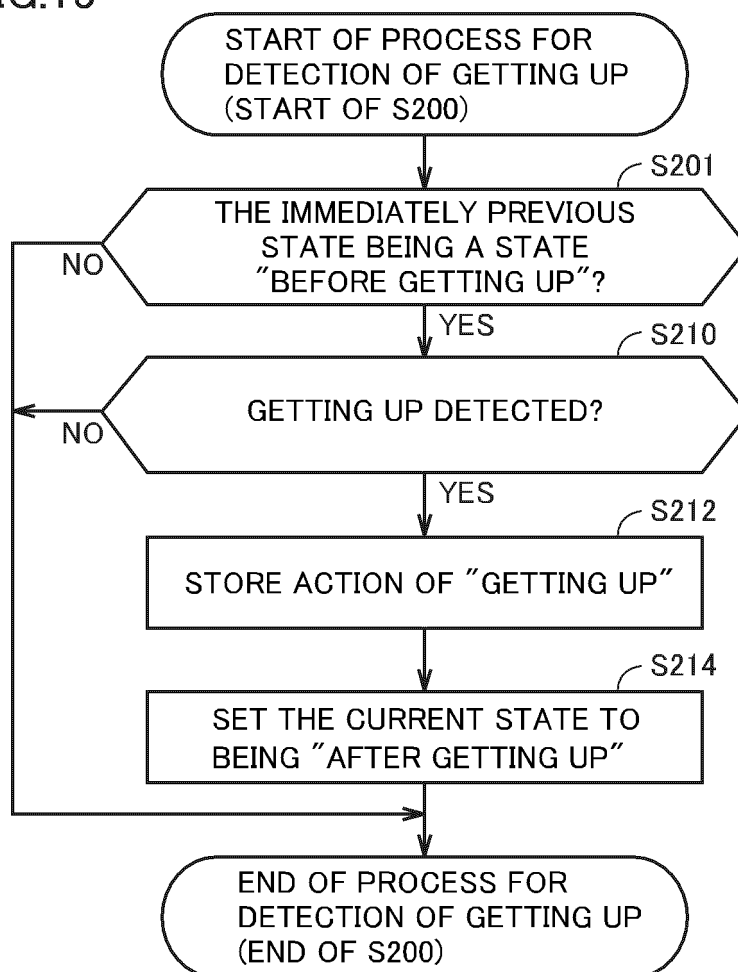 START OF PROCESS FOR
DETECTION OF GETTING UP
(START OF S200)
S201
THE IMMEDIATELY PREVIOUS
STATE BEING A STATE
"BEFORE GETTING UP"?
NO
YES
S210
GETTING UP DETECTED?
NO
YES
S212
STORE ACTION OF "GETTING UP"
S214
SET THE CURRENT STATE TO
BEING "AFTER GETTING UP"
END OF PROCESS FOR
DETECTION OF GETTING UP
(END OF S200)